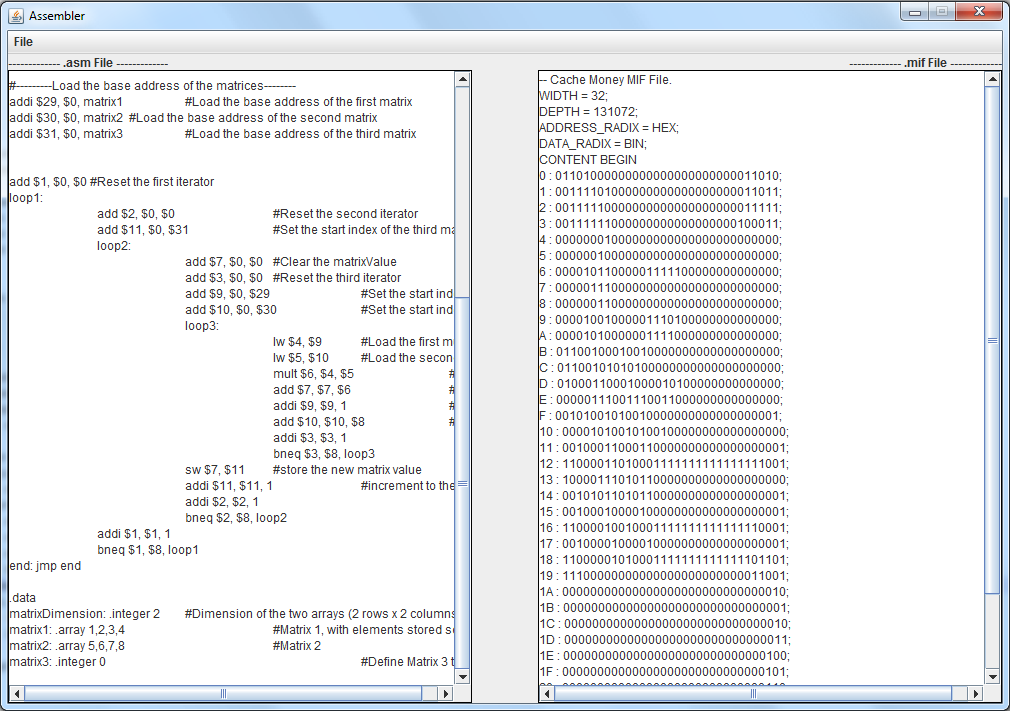 Assembler
File
------------- .asm File -------------
#---------Load the base address of the matrices--------
addi $29, $0, matrix1 #Load the base address of the first matrix
addi $30, $0, matrix2 #Load the base address of the second matrix
addi $31, $0, matrix3 #Load the base address of the third matrix
add $1, $0, $0 #Reset the first iterator
loop1:
add $2, $0, $0 #Reset the second iterator
add $11, $0, $31 #Set the start index of the third ma
loop2:
add $7, $0, $0 #Clear the matrixValue
add $3, $0, $0 #Reset the third iterator
add $9, $0, $29 #Set the start ind
add $10, $0, $30 #Set the start ind
loop3:
lw $4, $9 #Load the first m
lw $5, $10 #Load the secon
mult $6, $4, $5 #
add $7, $7, $6 #
addi $9, $9, 1 #
add $10, $10, $8 #
addi $3, $3, 1
bneq $3, $8, loop3
sw $7, $11 #store the new matrix value
addi $11, $11, 1 #increment to the
addi $2, $2, 1
bneq $2, $8, loop2
addi $1, $1, 1
bneq $1, $8, loop1
end: jmp end
.data
matrixDimension: .integer 2 #Dimension of the two arrays (2 rows x 2 columns
matrix1: .array 1,2,3,4 #Matrix 1, with elements stored se
matrix2: .array 5,6,7,8 #Matrix 2
matrix3: .integer 0 #Define Matrix 3 t
------------- .mif File -------------
-- Cache Money MIF File.
WIDTH = 32;
DEPTH = 131072;
ADDRESS_RADIX = HEX;
DATA_RADIX = BIN;
CONTENT BEGIN
0 : 01101000000000000000000000011010;
1 : 00111101000000000000000000011011;
2 : 00111110000000000000000000011111;
3 : 00111111000000000000000000100011;
4 : 00000001000000000000000000000000;
5 : 00000010000000000000000000000000;
6 : 00001011000001111100000000000000;
7 : 00000111000000000000000000000000;
8 : 00000011000000000000000000000000;
9 : 00001001000001110100000000000000;
A : 00001010000001111000000000000000;
B : 01100100010010000000000000000000;
C : 01100101010100000000000000000000;
D : 01000110001000010100000000000000;
E : 00000111001110011000000000000000;
F : 00101001010010000000000000000001;
10 : 00001010010100100000000000000000;
11 : 00100011000110000000000000000001;
12 : 11000011010001111111111111111001;
13 : 10000111010110000000000000000000;
14 : 00101011010110000000000000000001;
15 : 00100010000100000000000000000001;
16 : 11000010010001111111111111110001;
17 : 00100001000010000000000000000001;
18 : 11000001010001111111111111101101;
19 : 11100000000000000000000000011001;
1A : 00000000000000000000000000000010;
1B : 00000000000000000000000000000001;
1C : 00000000000000000000000000000010;
1D : 00000000000000000000000000000011;
1E : 00000000000000000000000000000100;
1F : 00000000000000000000000000000101;